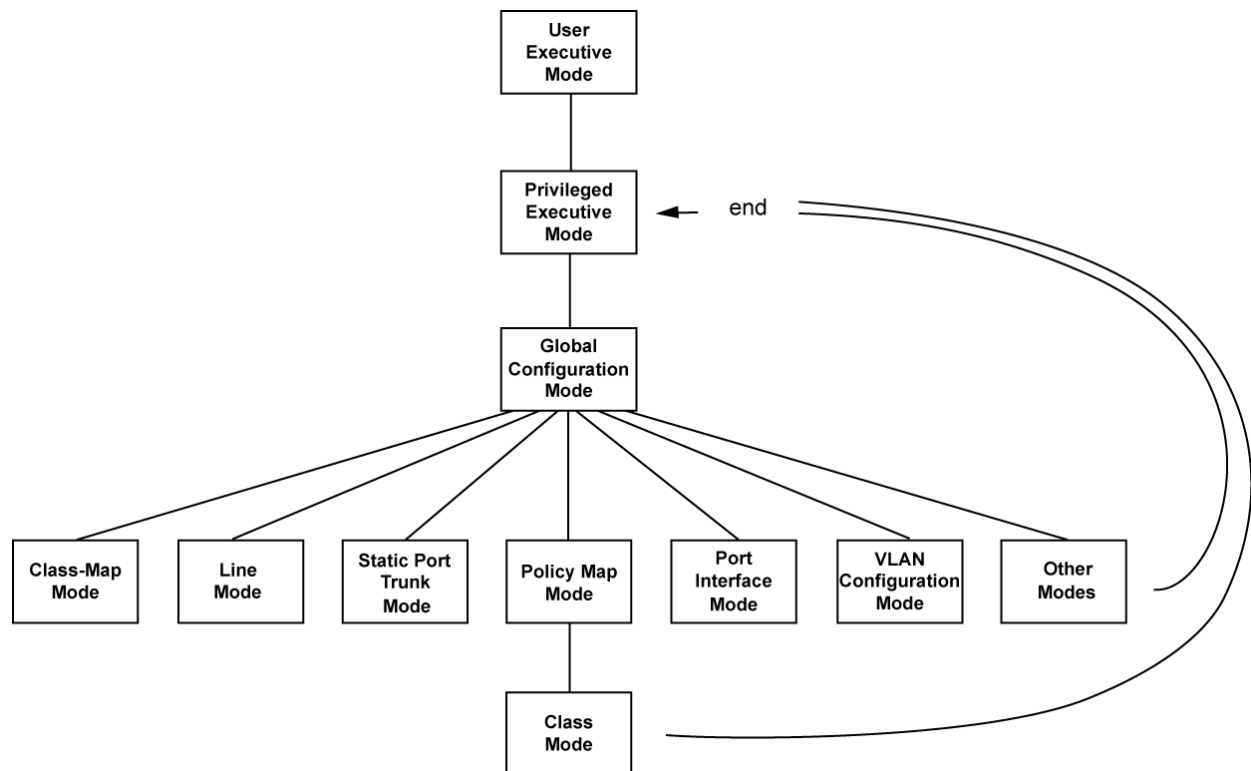 User
Executive
Mode
Privileged
Executive
Mode
end
Global
Configuration
Mode
Class-Map
Mode
Line
Mode
Static Port
Trunk
Mode
Policy Map
Mode
Port
Interface
Mode
VLAN
Configuration
Mode
Other
Modes
Class
Mode